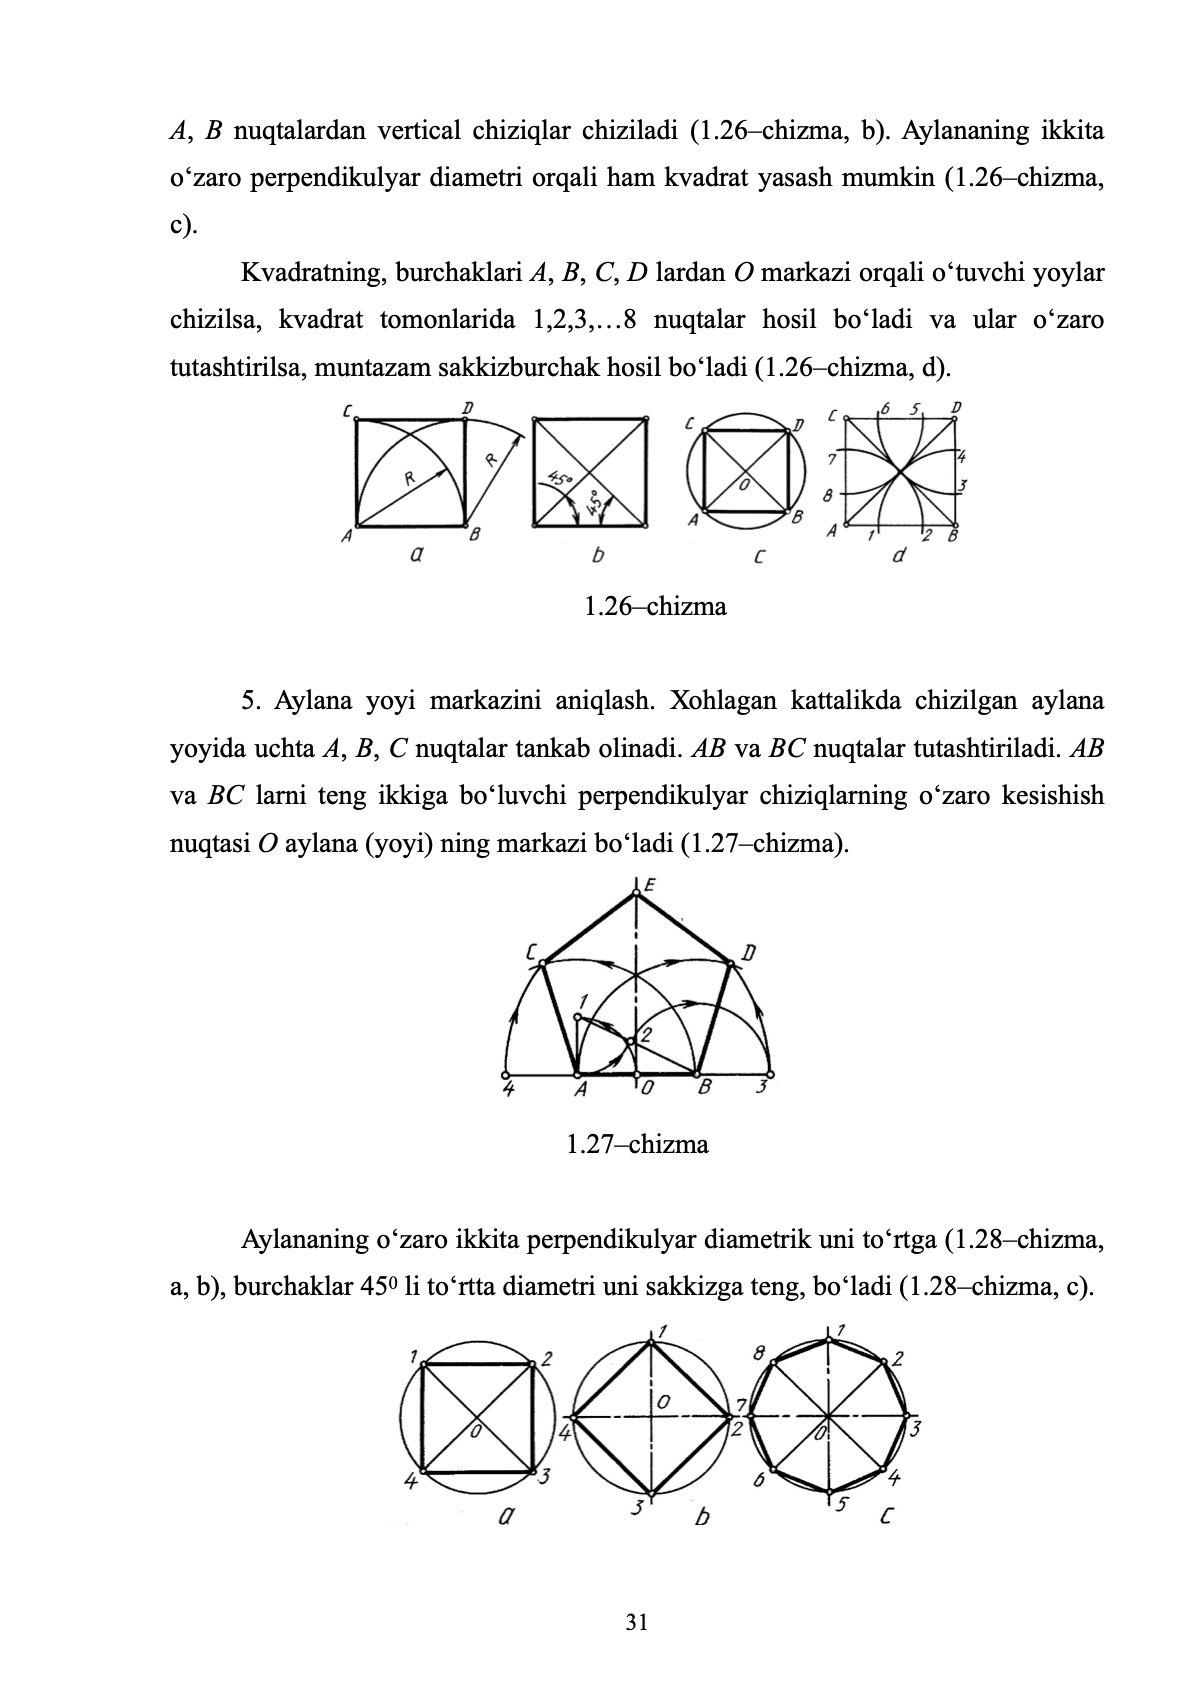 A, B nuqtalardan vertical chiziqlar chiziladi (1.26–chizma, b). Aylananing ikkita
o‘zaro perpendikulyar diametri orqali ham kvadrat yasash mumkin (1.26–chizma,
c).
Kvadratning, burchaklari A, B, C, D lardan O markazi orqali o‘tuvchi yoylar
chizilsa, kvadrat tomonlarida 1,2,3,…8 nuqtalar hosil bo‘ladi va ular o‘zaro
tutashtirilsa, muntazam sakkizburchak hosil bo‘ladi (1.26–chizma, d).
C D R R A B a
45° 45° b
C D O A B c
C 6 5 D 7 4 8 3 A 1 2 B d
1.26–chizma
5. Aylana yoyi markazini aniqlash. Xohlagan kattalikda chizilgan aylana
yoyida uchta A, B, C nuqtalar tankab olinadi. AB va BC nuqtalar tutashtiriladi. AB
va BC larni teng ikkiga bo‘luvchi perpendikulyar chiziqlarning o‘zaro kesishish
nuqtasi O aylana (yoyi) ning markazi bo‘ladi (1.27–chizma).
E
C D
1
2
4 A O B 3
1.27–chizma
Aylananing o‘zaro ikkita perpendikulyar diametrik uni to‘rtga (1.28–chizma,
a, b), burchaklar 45⁰ li to‘rtta diametri uni sakkizga teng, bo‘ladi (1.28–chizma, c).
1 2 O 4 3 a
1 O 4 2 3 b
1 8 2 7 O 3 6 4 5 c
31